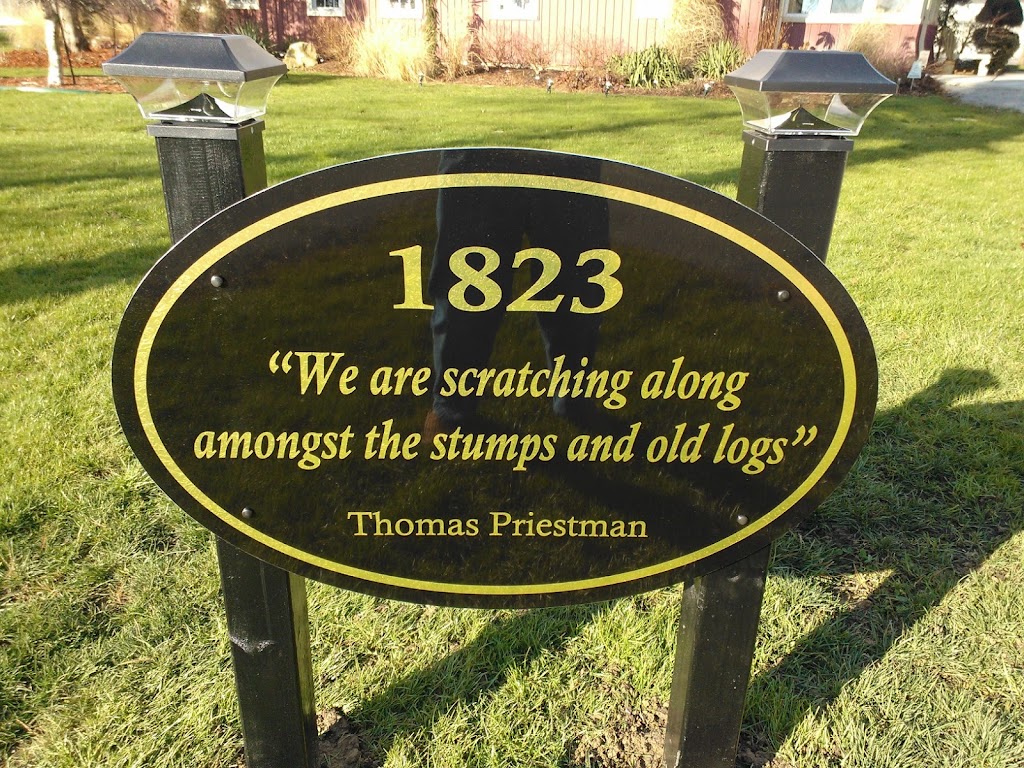 1823
“We are scratching along
amongst the stumps and old logs”
Thomas Priestman